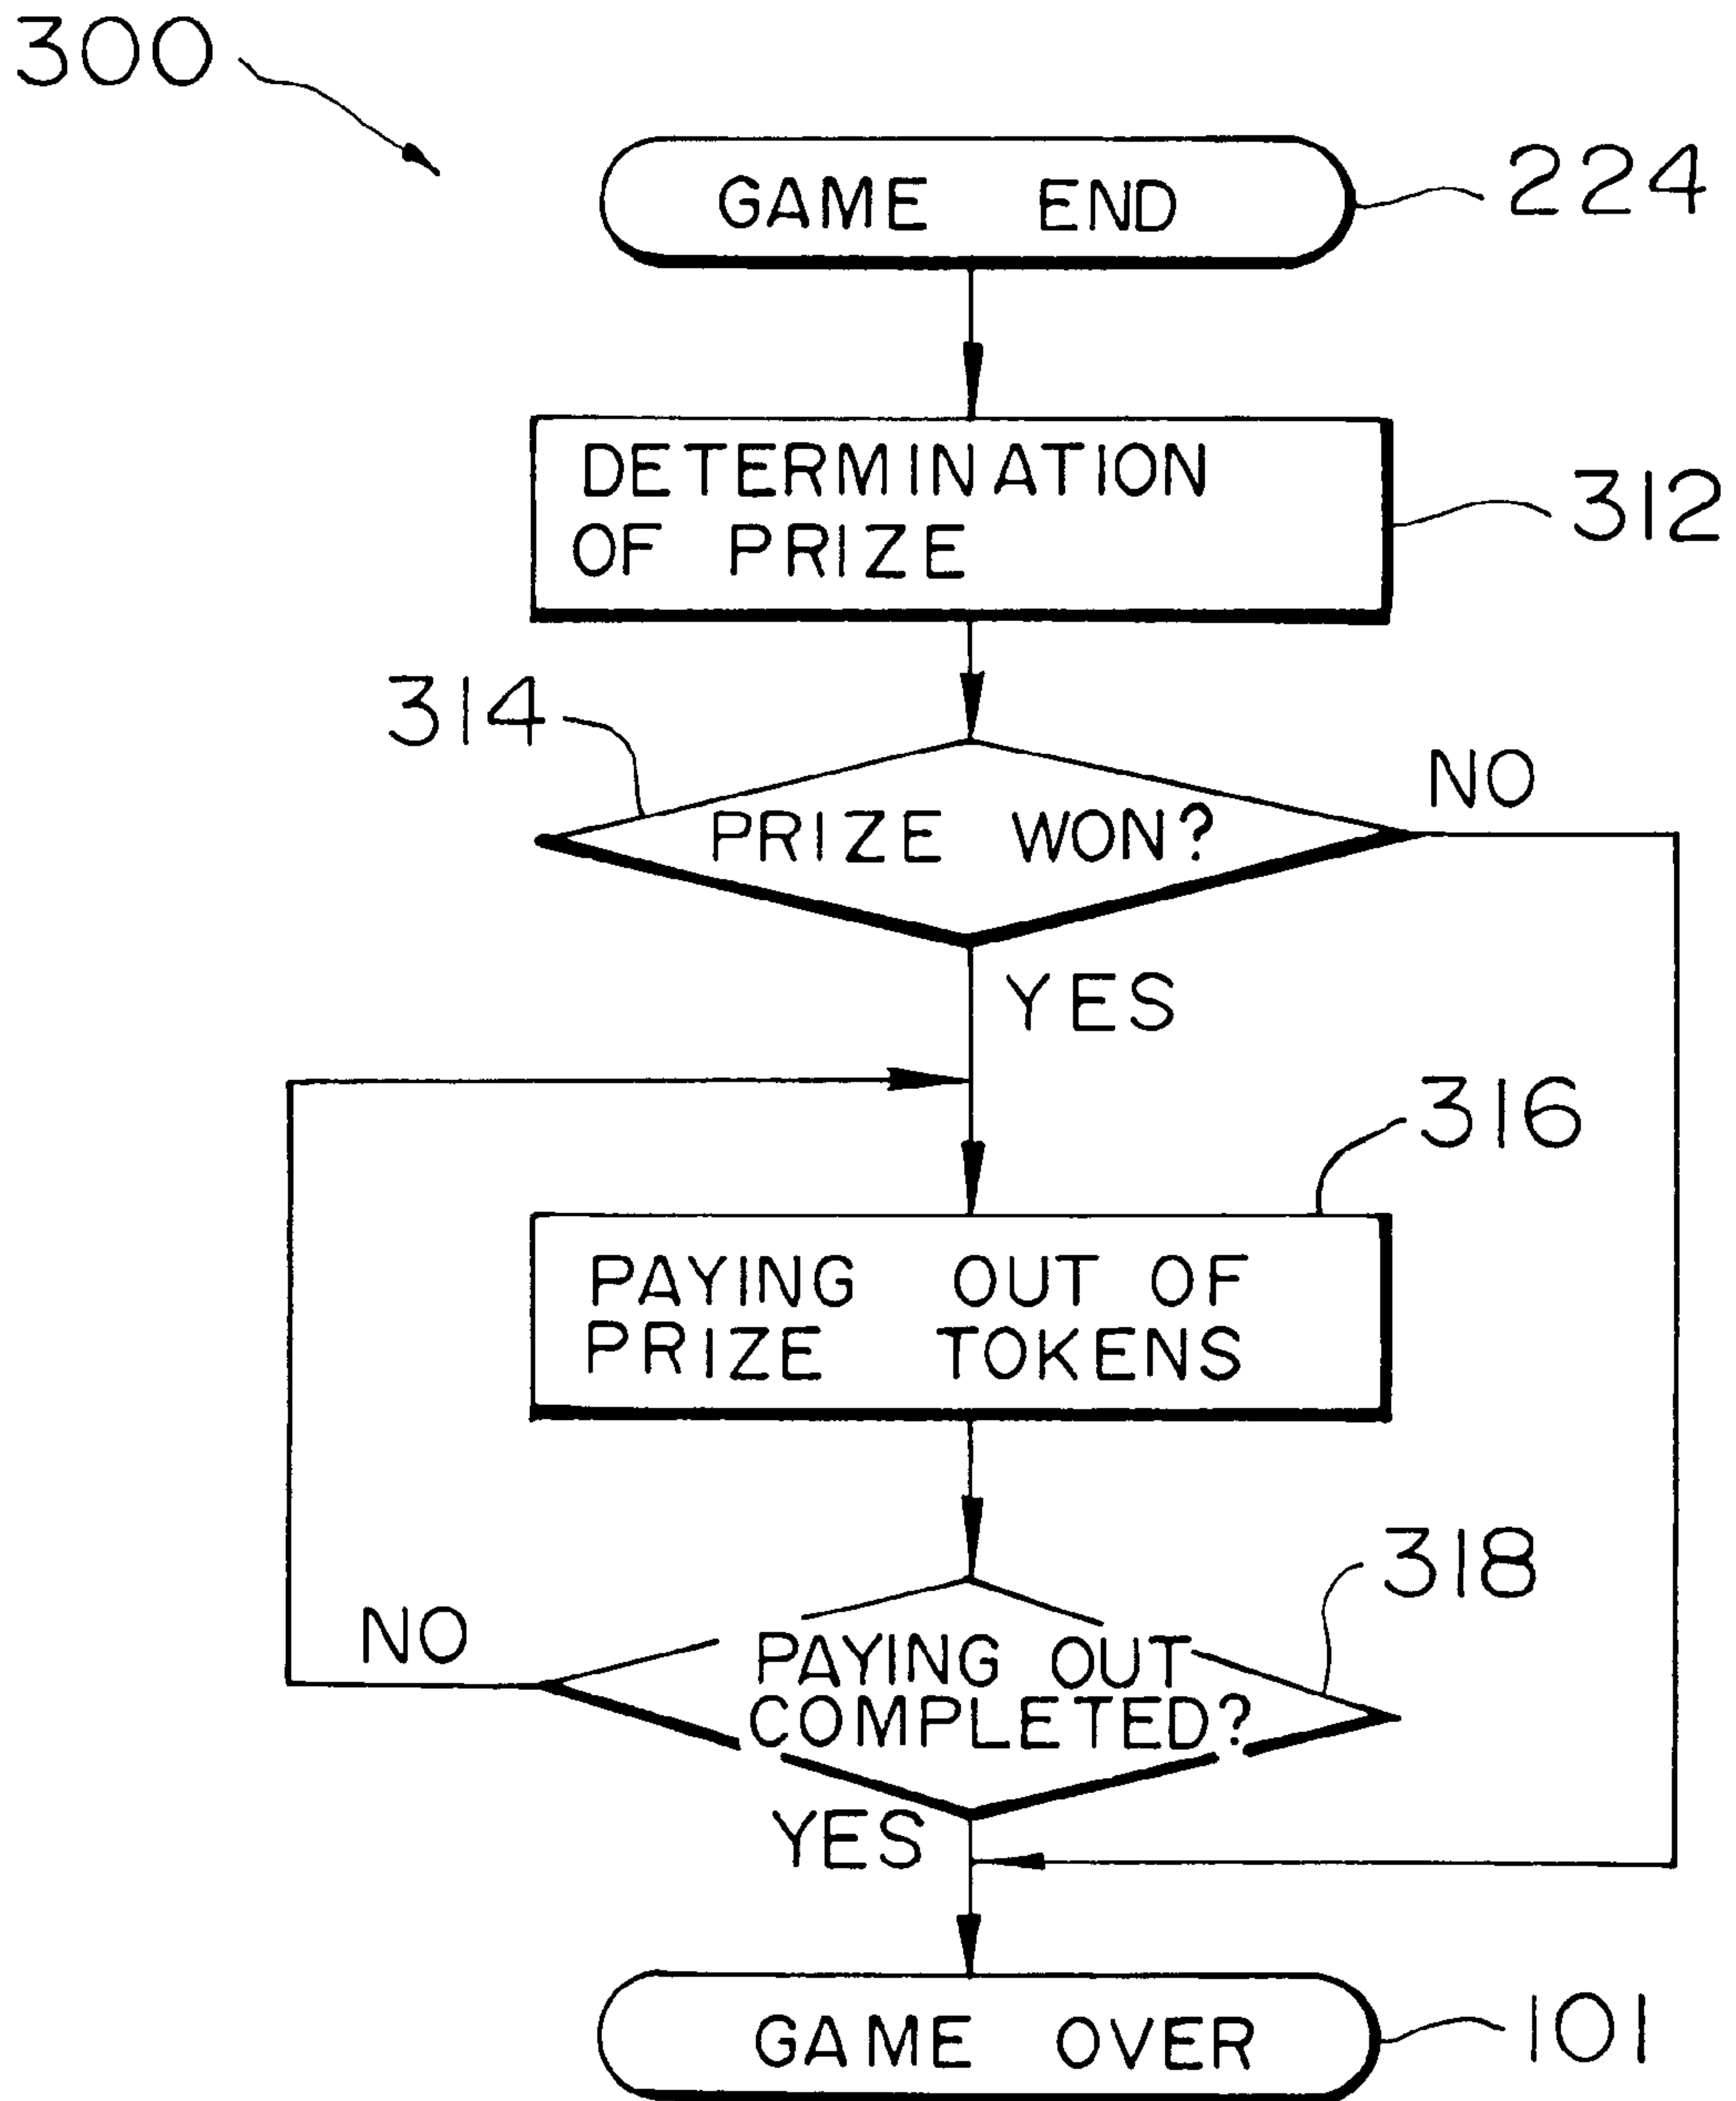 300
GAME END
224
DETERMINATION
OF PRIZE
312
314
PRIZE WON?
NO
YES
316
PAYING OUT OF
PRIZE TOKENS
318
NO
PAYING OUT
COMPLETED?
YES
GAME OVER
101